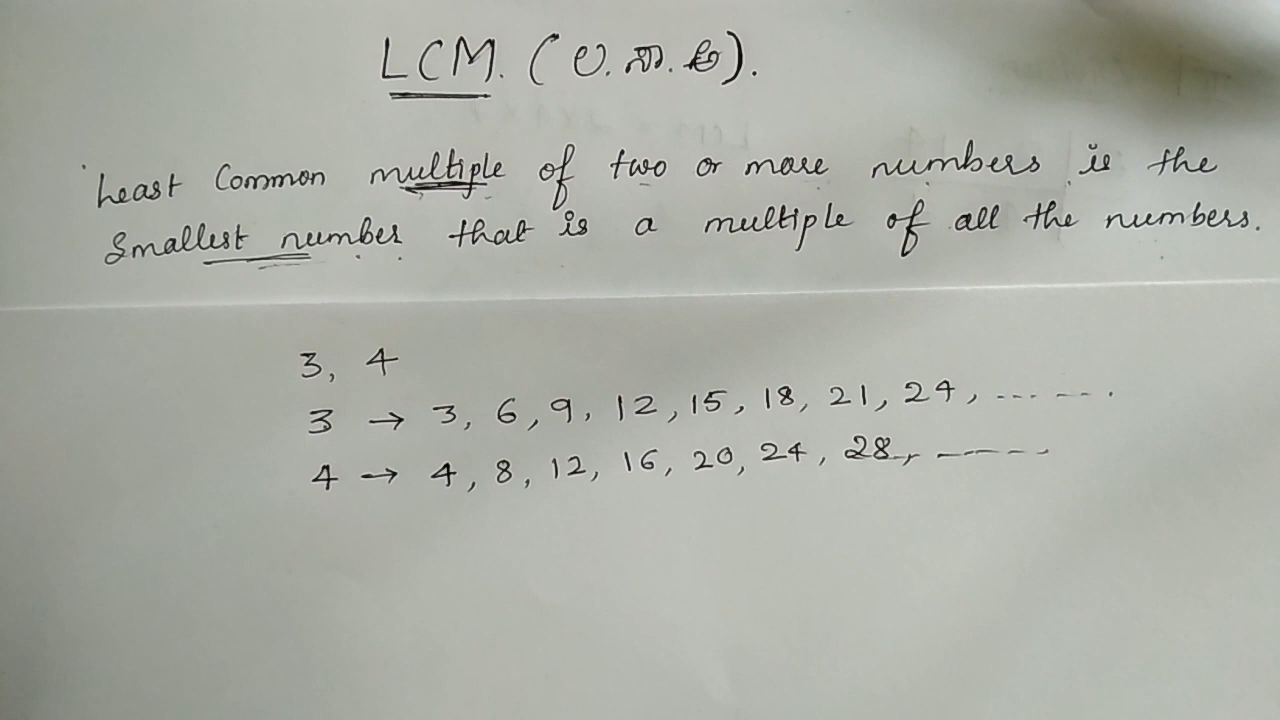 LCM. (ల.సా.అ).
Least Common multiple of two or more numbers is the
Smallest number that is a multiple of all the numbers.
3, 4
3 → 3, 6, 9, 12, 15, 18, 21, 24, ......
4 → 4, 8, 12, 16, 20, 24, 28, -----